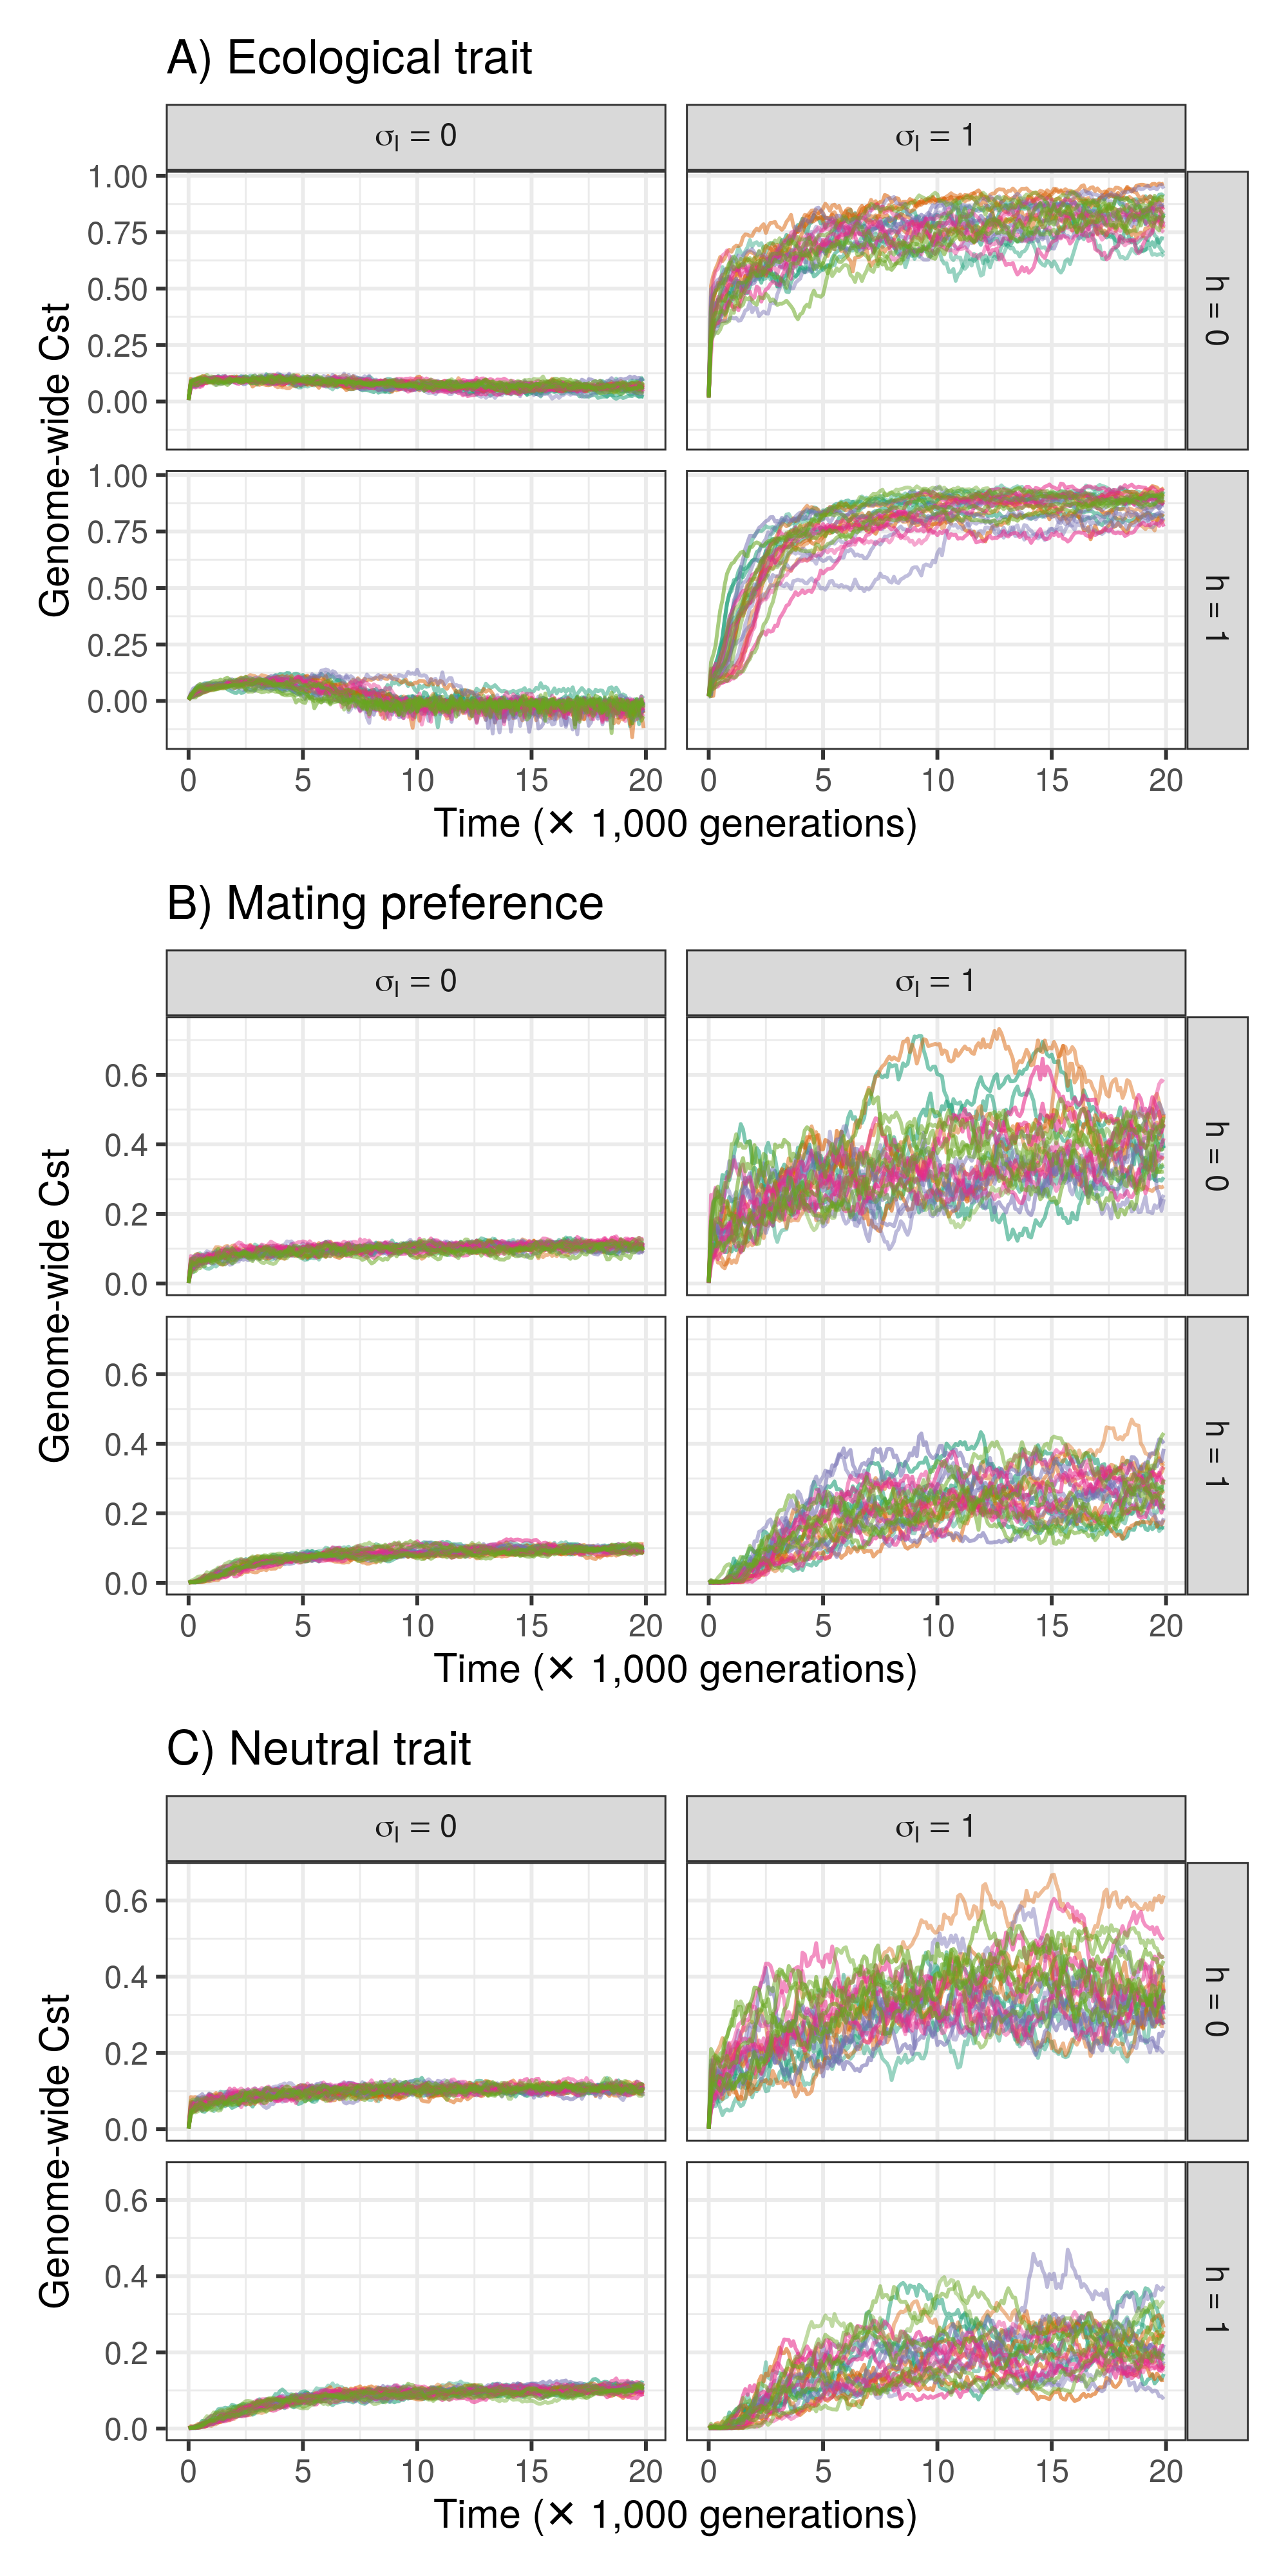 A) Ecological trait
σI = 0
σI = 1
1.00
0.75
0.50
0.25
0.00
h = 0
1.00
0.75
0.50
0.25
0.00
h = 1
Genome-wide Cst
0 5 10 15 20 0 5 10 15 20
Time (× 1,000 generations)
B) Mating preference
σI = 0
σI = 1
0.6
0.4
0.2
0.0
h = 0
0.6
0.4
0.2
0.0
h = 1
Genome-wide Cst
0 5 10 15 20 0 5 10 15 20
Time (× 1,000 generations)
C) Neutral trait
σI = 0
σI = 1
0.6
0.4
0.2
0.0
h = 0
0.6
0.4
0.2
0.0
h = 1
Genome-wide Cst
0 5 10 15 20 0 5 10 15 20
Time (× 1,000 generations)